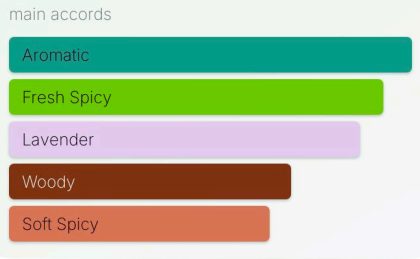 main accords
Aromatic
Fresh Spicy
Lavender
Woody
Soft Spicy